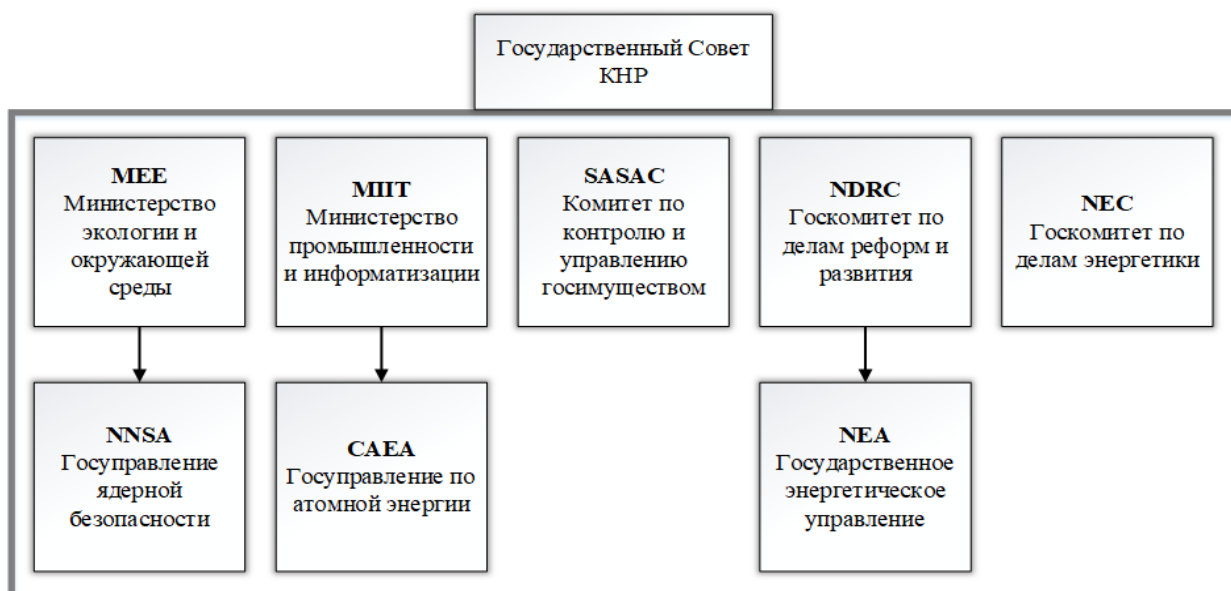 Государственный Совет
КНР
MEE
Министерство
экологии и
окружающей
среды
MIIT
Министерство
промышленности
и информатизации
SASAC
Комитет по
контролю и
управлению
госимуществом
NDRC
Госкомитет по
делам реформ и
развития
NEC
Госкомитет по
делам энергетики
NNSA
Госуправление
ядерной
безопасности
CAEA
Госуправление по
атомной энергии
NEA
Государственное
энергетическое
управление